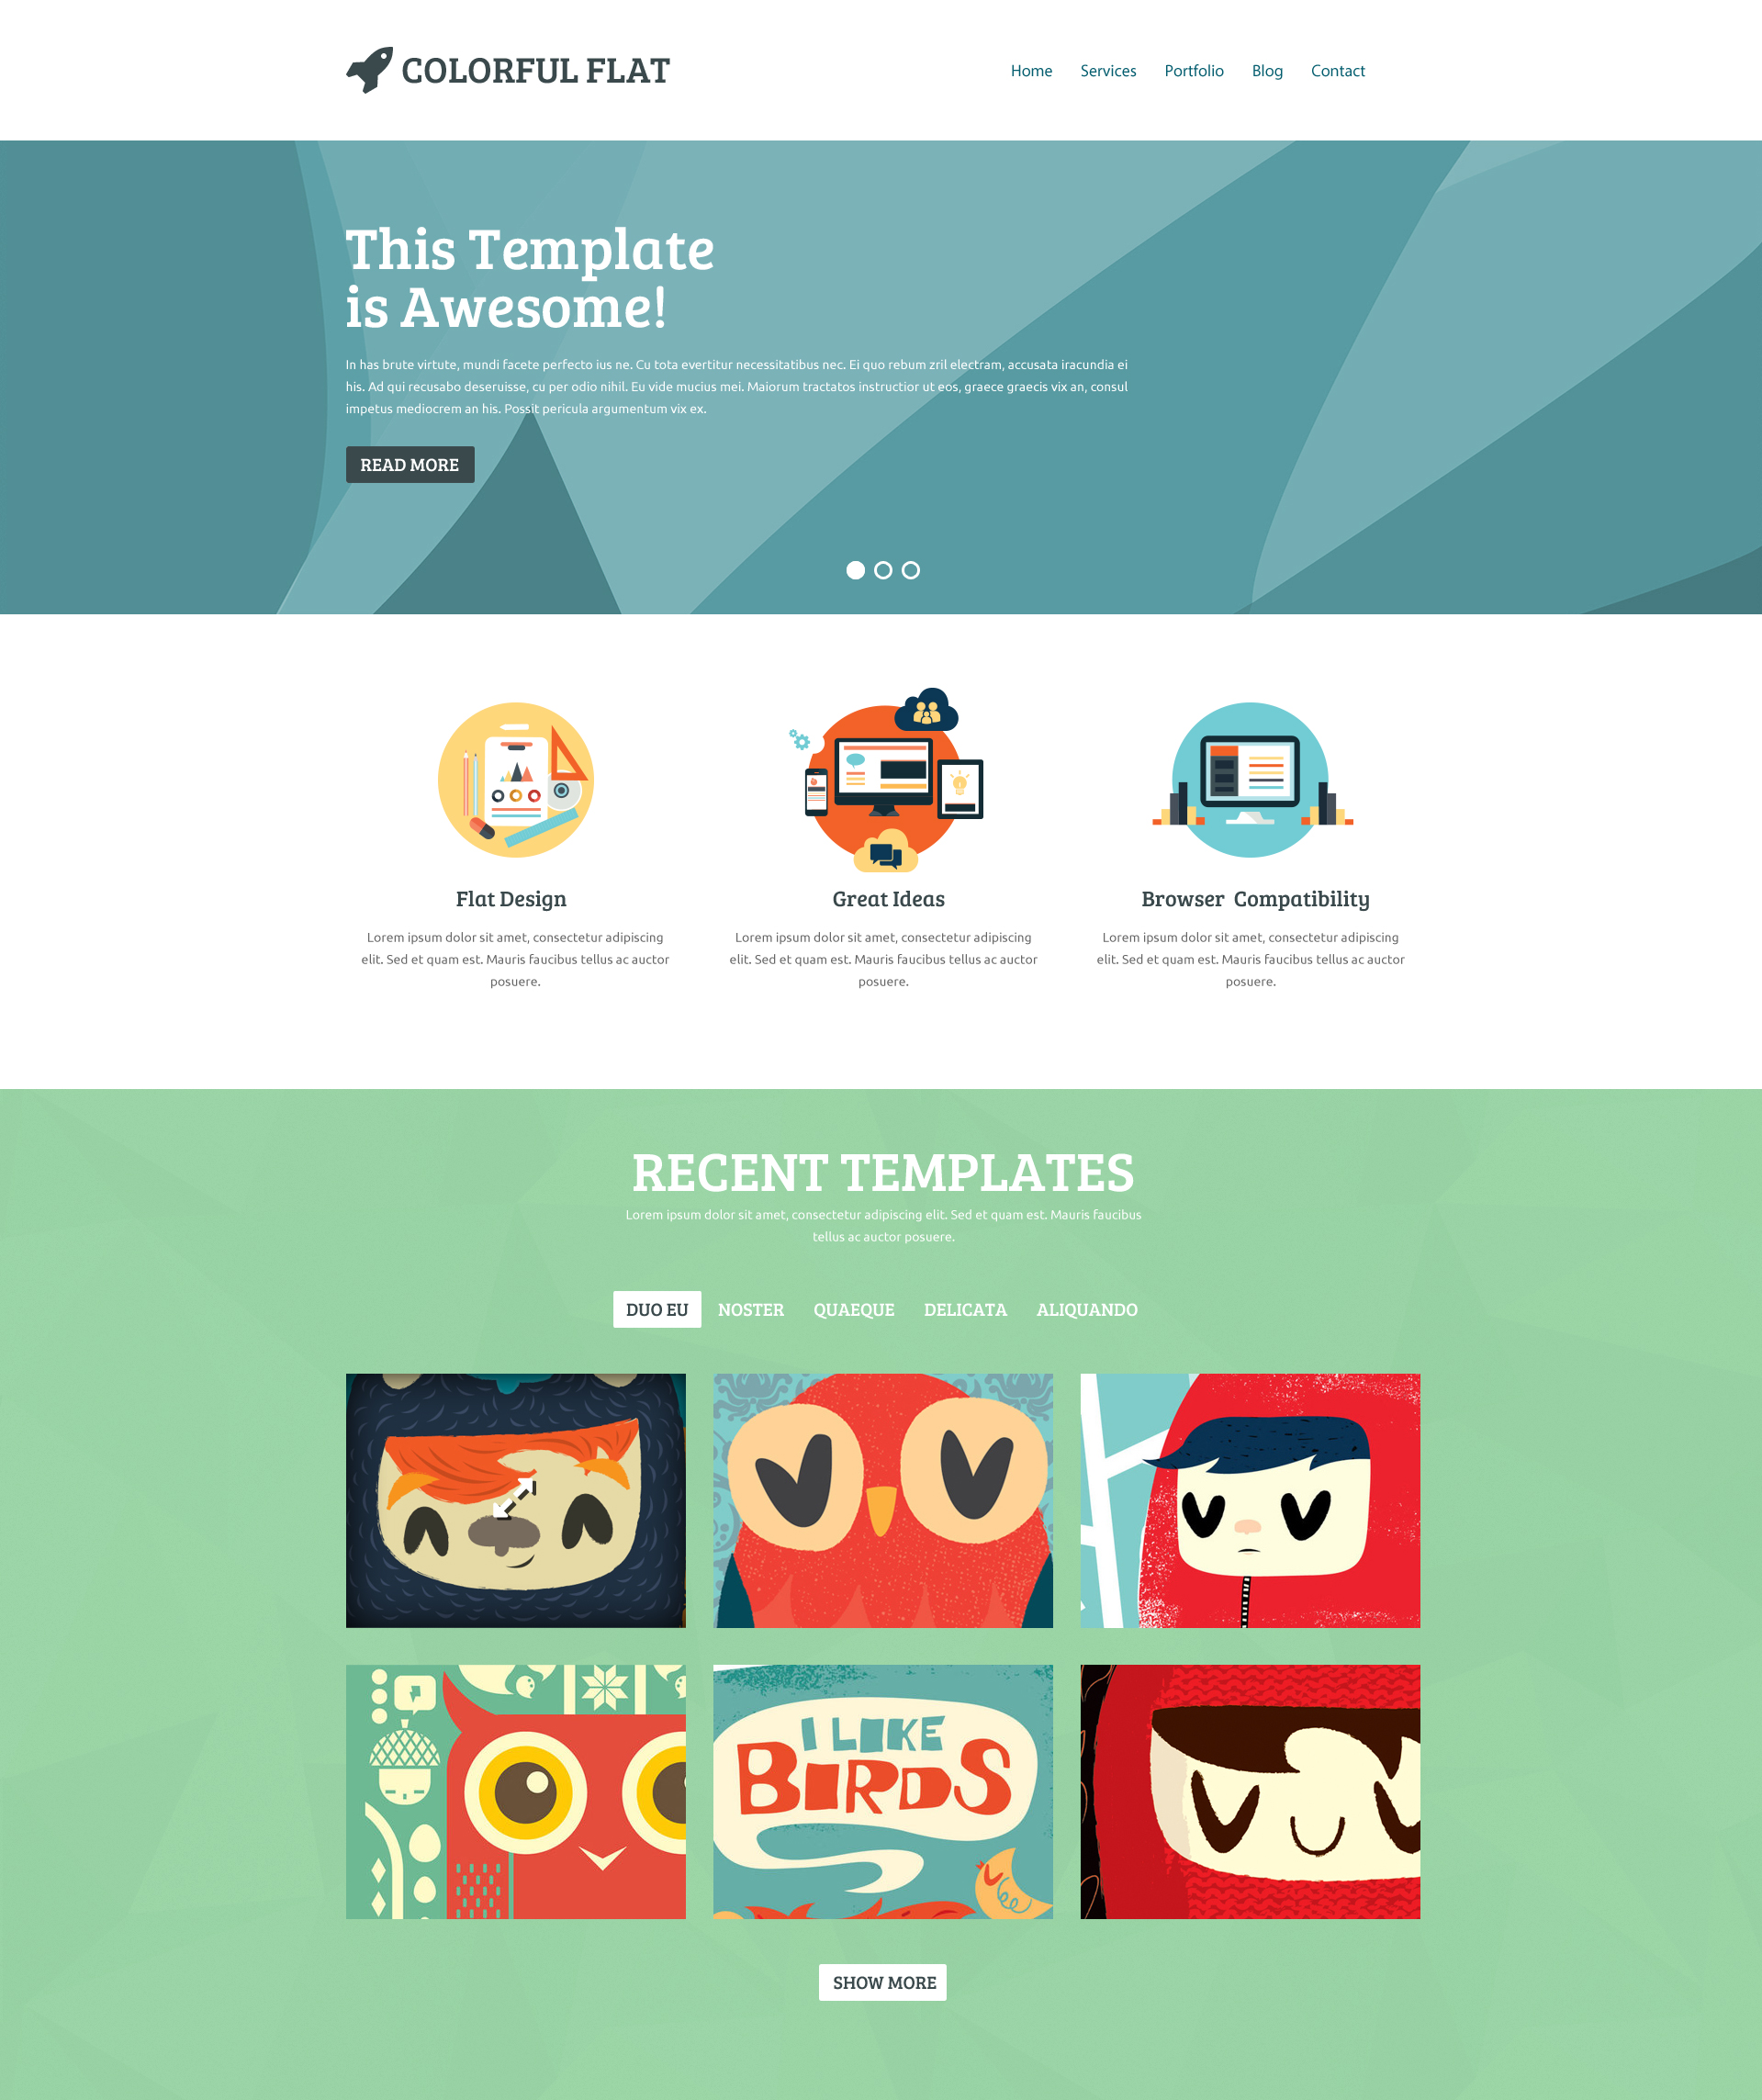 COLORFUL FLAT
Home Services Portfolio Blog Contact
This Template
is Awesome!
In has brute virtute, mundi facete perfecto ius ne. Cu tota evertitur necessitatibus nec. Ei quo rebum zril electram, accusata iracundia ei
his. Ad qui recusabo deseruisse, cu per odio nihil. Eu vide mucius mei. Maiorum tractatos instructior ut eos, graece graecis vix an, consul
impetus mediocrem an his. Possit pericula argumentum vix ex.
READ MORE
Flat Design
Lorem ipsum dolor sit amet, consectetur adipiscing
elit. Sed et quam est. Mauris faucibus tellus ac auctor
posuere.
Great Ideas
Lorem ipsum dolor sit amet, consectetur adipiscing
elit. Sed et quam est. Mauris faucibus tellus ac auctor
posuere.
Browser Compatibility
Lorem ipsum dolor sit amet, consectetur adipiscing
elit. Sed et quam est. Mauris faucibus tellus ac auctor
posuere.
RECENT TEMPLATES
Lorem ipsum dolor sit amet, consectetur adipiscing elit. Sed et quam est. Mauris faucibus
tellus ac auctor posuere.
DUO EU NOSTER QUAEQUE DELICATA ALIQUANDO
I LIKE
BIRDS
SHOW MORE